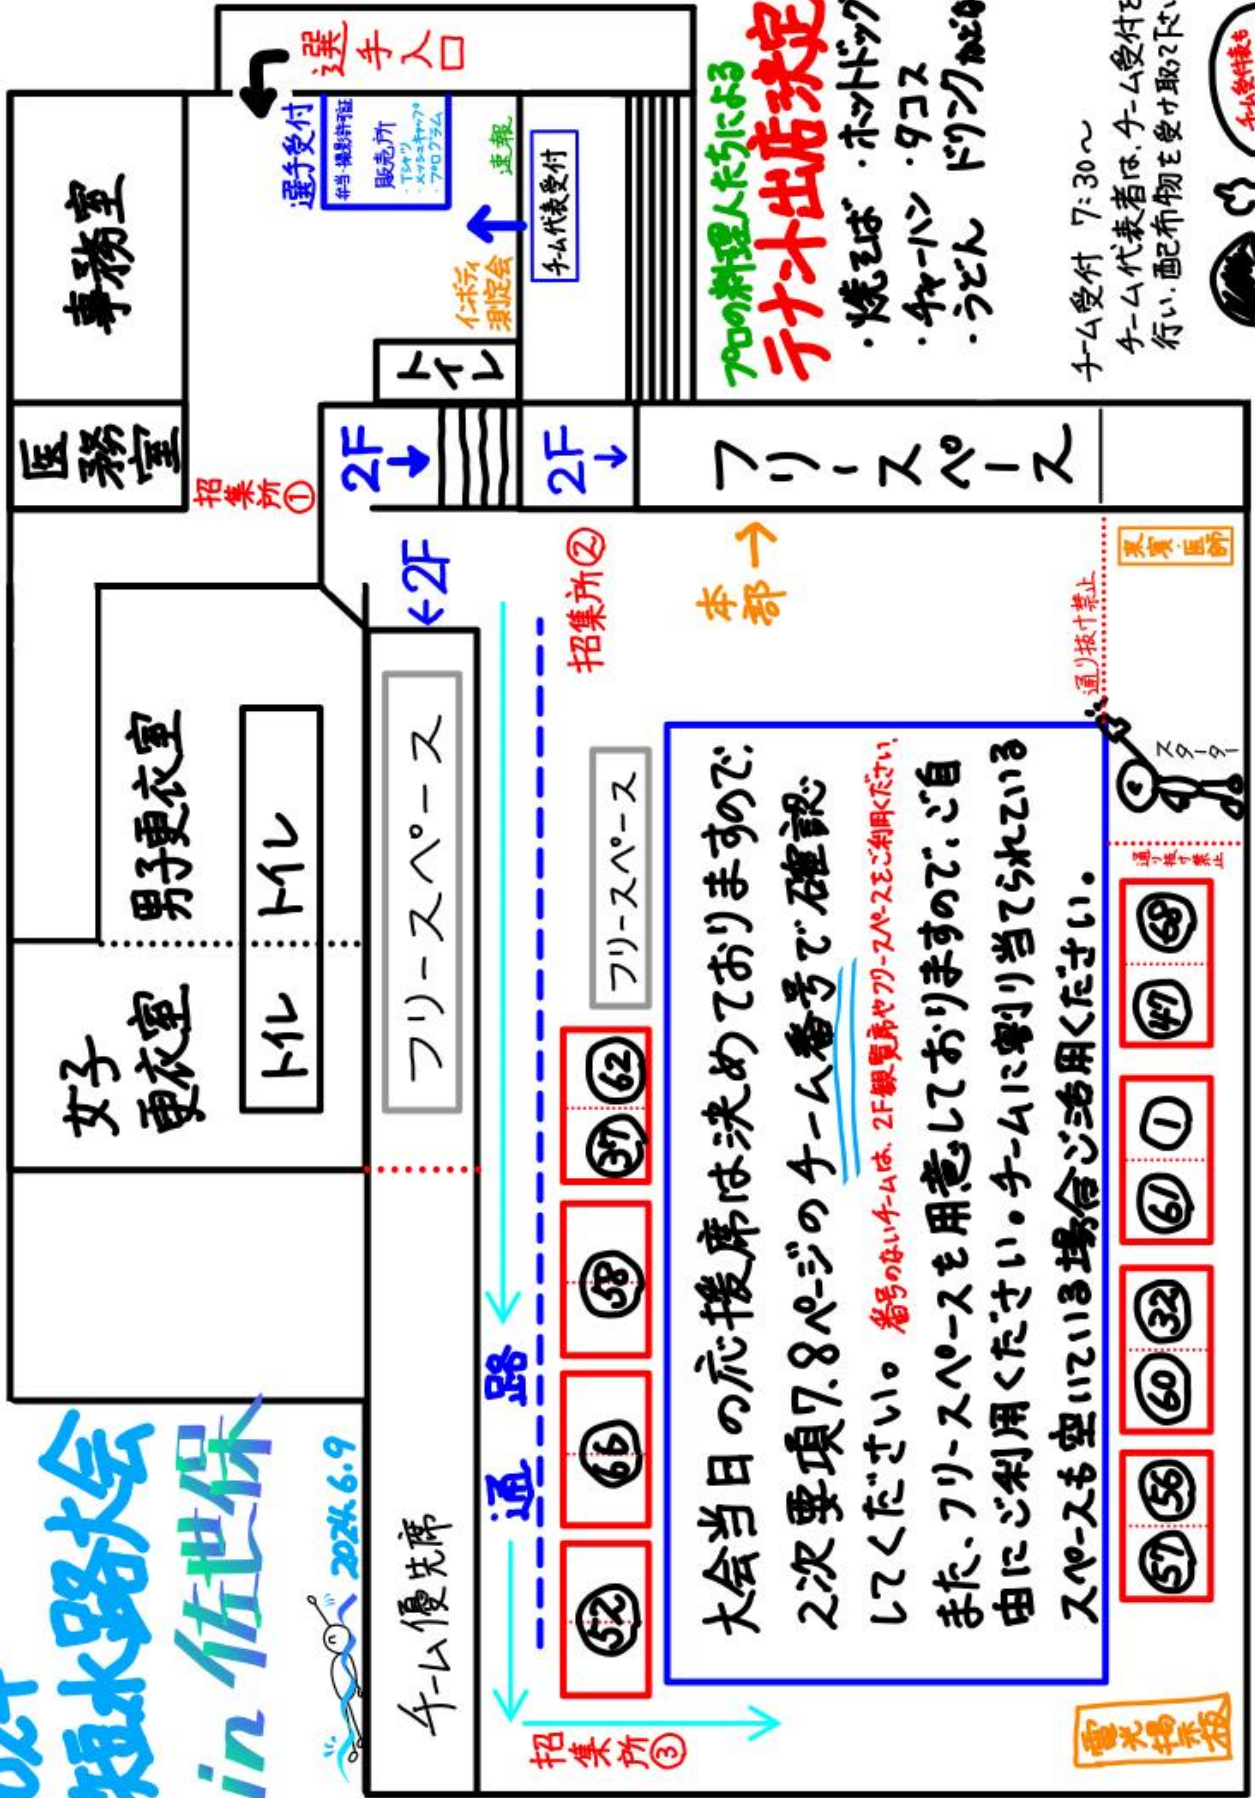 短水路大会
in 佐世保
2024.6.9
女子
更衣室
男子更衣室
トイレ
トイレ
医務室
事務室
招集所①
選手入口
選手受付
弁当・撮影許可証
販売所
・Tシャツ
・メッシュキャップ
・プログラム
速報
インボディ
測定会
チーム代表受付
トイレ
2F
2F
←2F
チーム優先席
フリースペース
通路
招集所②
招集所③
52
66
58
37
62
フリースペース
本部
フリースペース
大会当日の応援席は決めておりますので、
2次要項7.8ページのチーム番号で確認
してください。
番号のないチームは、2F観覧席やフリースペースをご利用ください。
また、フリースペースを用意しておりますので、ご自
由にご利用ください。チームに割り当てられている
スペースも空いている場合ご活用ください。
電光掲示板
57
56
60
32
61
1
47
68
通り抜け禁止
スターター
通り抜け禁止
来賓・医師
プロの料理人たちによる
テナント出店決定
・焼そば
・ホットドッグ
・チャーハン
・タコス
・うどん
ドリンクなど
チーム受付 7:30～
チーム代表者は、チーム受付を
行い、配布物を受け取って下さい